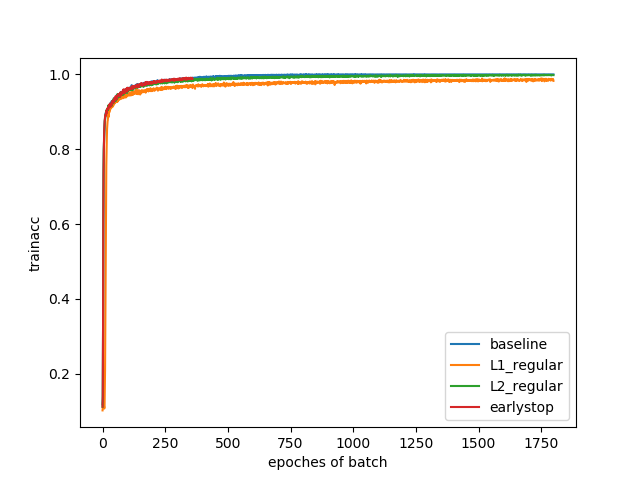 1.0
0.8
0.6
0.4
0.2
trainacc
0 250 500 750 1000 1250 1500 1750
epoches of batch
baseline
L1_regular
L2_regular
earlystop